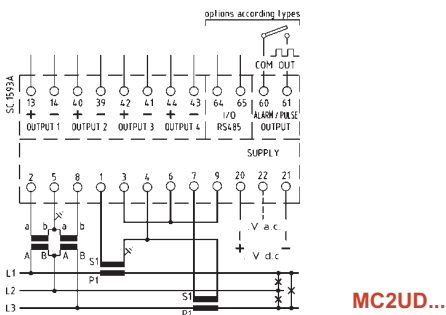 options according types
COM OUT
SC 1593A
13 14 40 39 42 41 44 43 64 65 60 61
+ − + − + − + − I/O ALARM/PULSE
OUTPUT 1 OUTPUT 2 OUTPUT 3 OUTPUT 4 RS485 OUTPUT
SUPPLY
2 5 8 1 3 4 6 7 9 20 22 21
a b a b
V a.c.
+ −
A B A B
V d.c
S1
L1
P1
L2
S1
L3
P1
MC2UD...